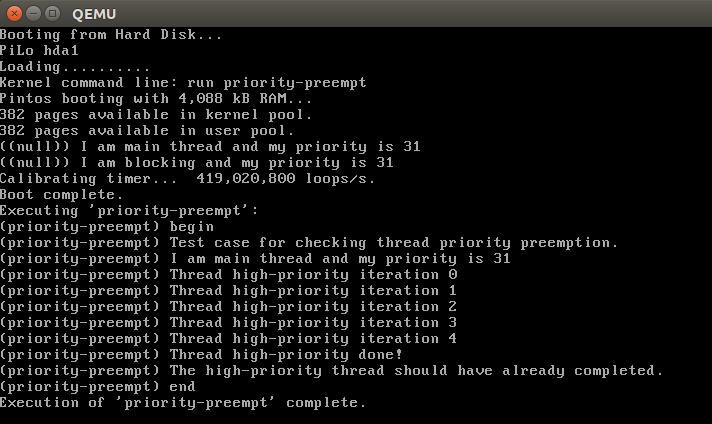 QEMU
Booting from Hard Disk...
PiLo hda1
Loading..........
Kernel command line: run priority-preempt
Pintos booting with 4,088 kB RAM...
382 pages available in kernel pool.
382 pages available in user pool.
((null)) I am main thread and my priority is 31
((null)) I am blocking and my priority is 31
Calibrating timer...  419,020,800 loops/s.
Boot complete.
Executing 'priority-preempt':
(priority-preempt) begin
(priority-preempt) Test case for checking thread priority preemption.
(priority-preempt) I am main thread and my priority is 31
(priority-preempt) Thread high-priority iteration 0
(priority-preempt) Thread high-priority iteration 1
(priority-preempt) Thread high-priority iteration 2
(priority-preempt) Thread high-priority iteration 3
(priority-preempt) Thread high-priority iteration 4
(priority-preempt) Thread high-priority done!
(priority-preempt) The high-priority thread should have already completed.
(priority-preempt) end
Execution of 'priority-preempt' complete.